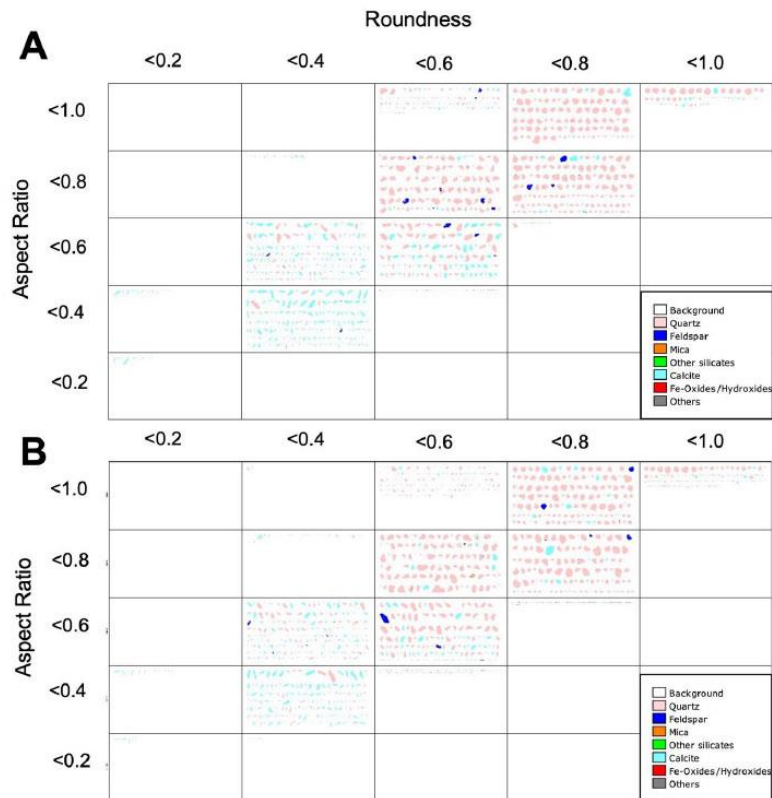 A
Roundness
<0.2 <0.4 <0.6 <0.8 <1.0
Aspect Ratio
<1.0
<0.8
<0.6
<0.4
<0.2
Background
Quartz
Feldspar
Mica
Other silicates
Calcite
Fe-Oxides/Hydroxides
Others
B
<0.2 <0.4 <0.6 <0.8 <1.0
Aspect Ratio
<1.0
<0.8
<0.6
<0.4
<0.2
Background
Quartz
Feldspar
Mica
Other silicates
Calcite
Fe-Oxides/Hydroxides
Others